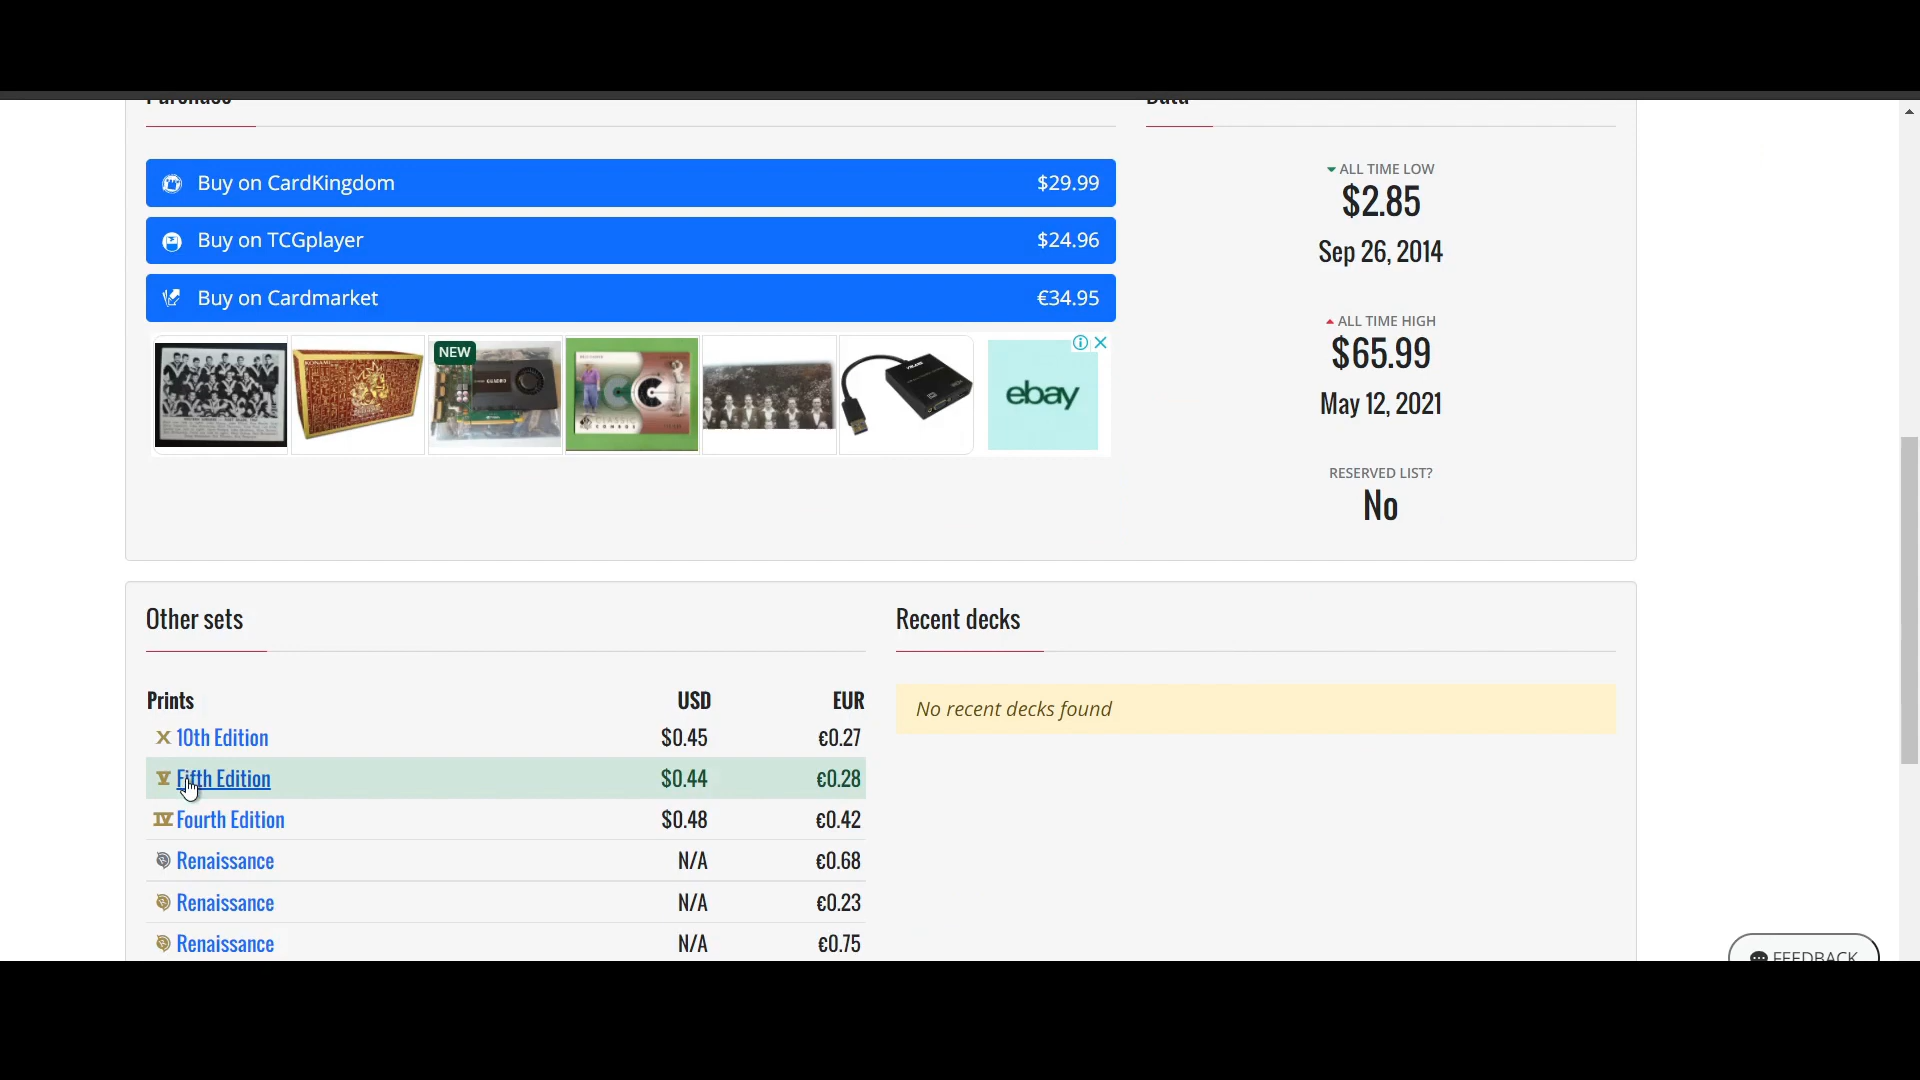 Purchase
Data
Buy on CardKingdom $29.99
Buy on TCGplayer $24.96
Buy on Cardmarket €34.95
NEW
ebay
ALL TIME LOW
$2.85
Sep 26, 2014
ALL TIME HIGH
$65.99
May 12, 2021
RESERVED LIST?
No
Other sets
Prints USD EUR
10th Edition $0.45 €0.27
Fifth Edition $0.44 €0.28
Fourth Edition $0.48 €0.42
Renaissance N/A €0.68
Renaissance N/A €0.23
Renaissance N/A €0.75
Recent decks
No recent decks found
FEEDBACK